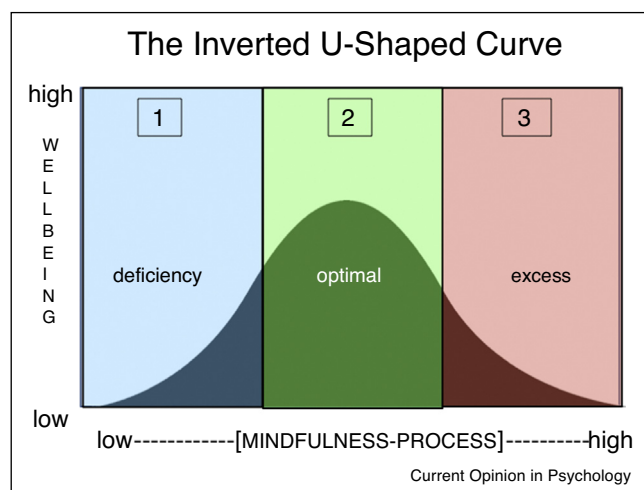 The Inverted U-Shaped Curve
high
1
2
3
WELLBEING
deficiency
optimal
excess
low
low-----------[MINDFULNESS-PROCESS]---------high
Current Opinion in Psychology